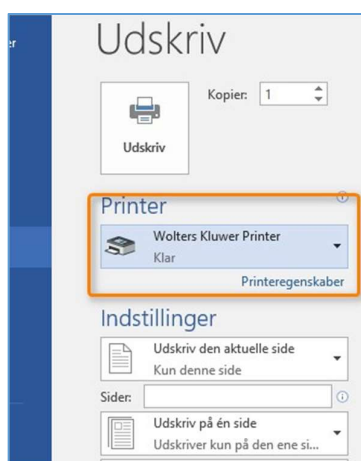 er
Udskriv
Kopier: 1
Udskriv
Printer
Wolters Kluwer Printer
Klar
Printeregenskaber
Indstillinger
Udskriv den aktuelle side
Kun denne side
Sider:
Udskriv på én side
Udskriver kun på den ene si...